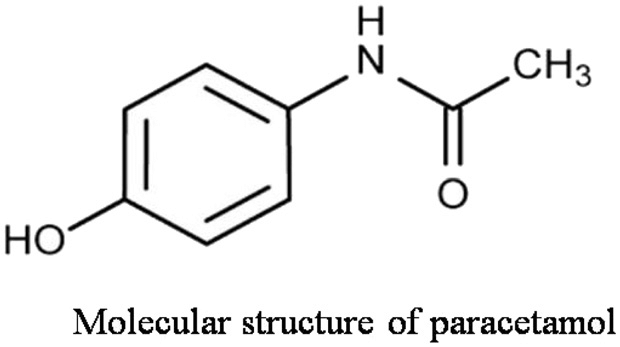 H
N
CH₃
O
HO
Molecular structure of paracetamol